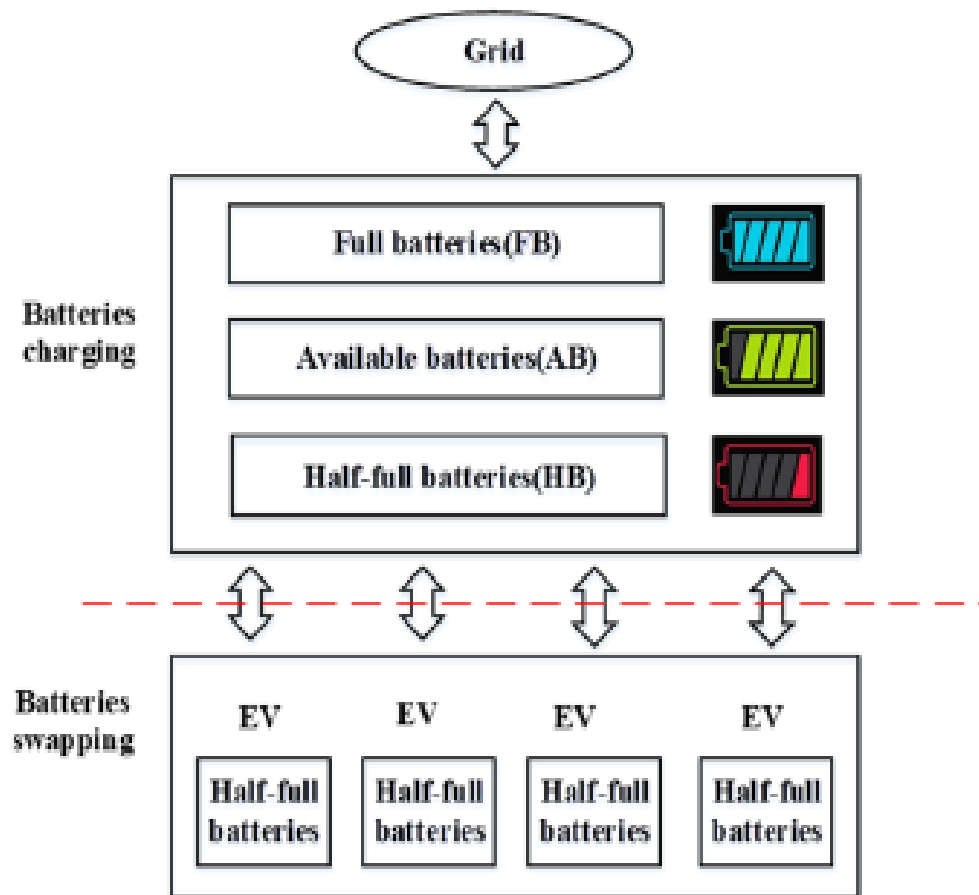 Grid
Full batteries(FB)
Batteries
charging
Available batteries(AB)
Half-full batteries(HB)
Batteries
swapping
EV
EV
EV
EV
Half-full
batteries
Half-full
batteries
Half-full
batteries
Half-full
batteries